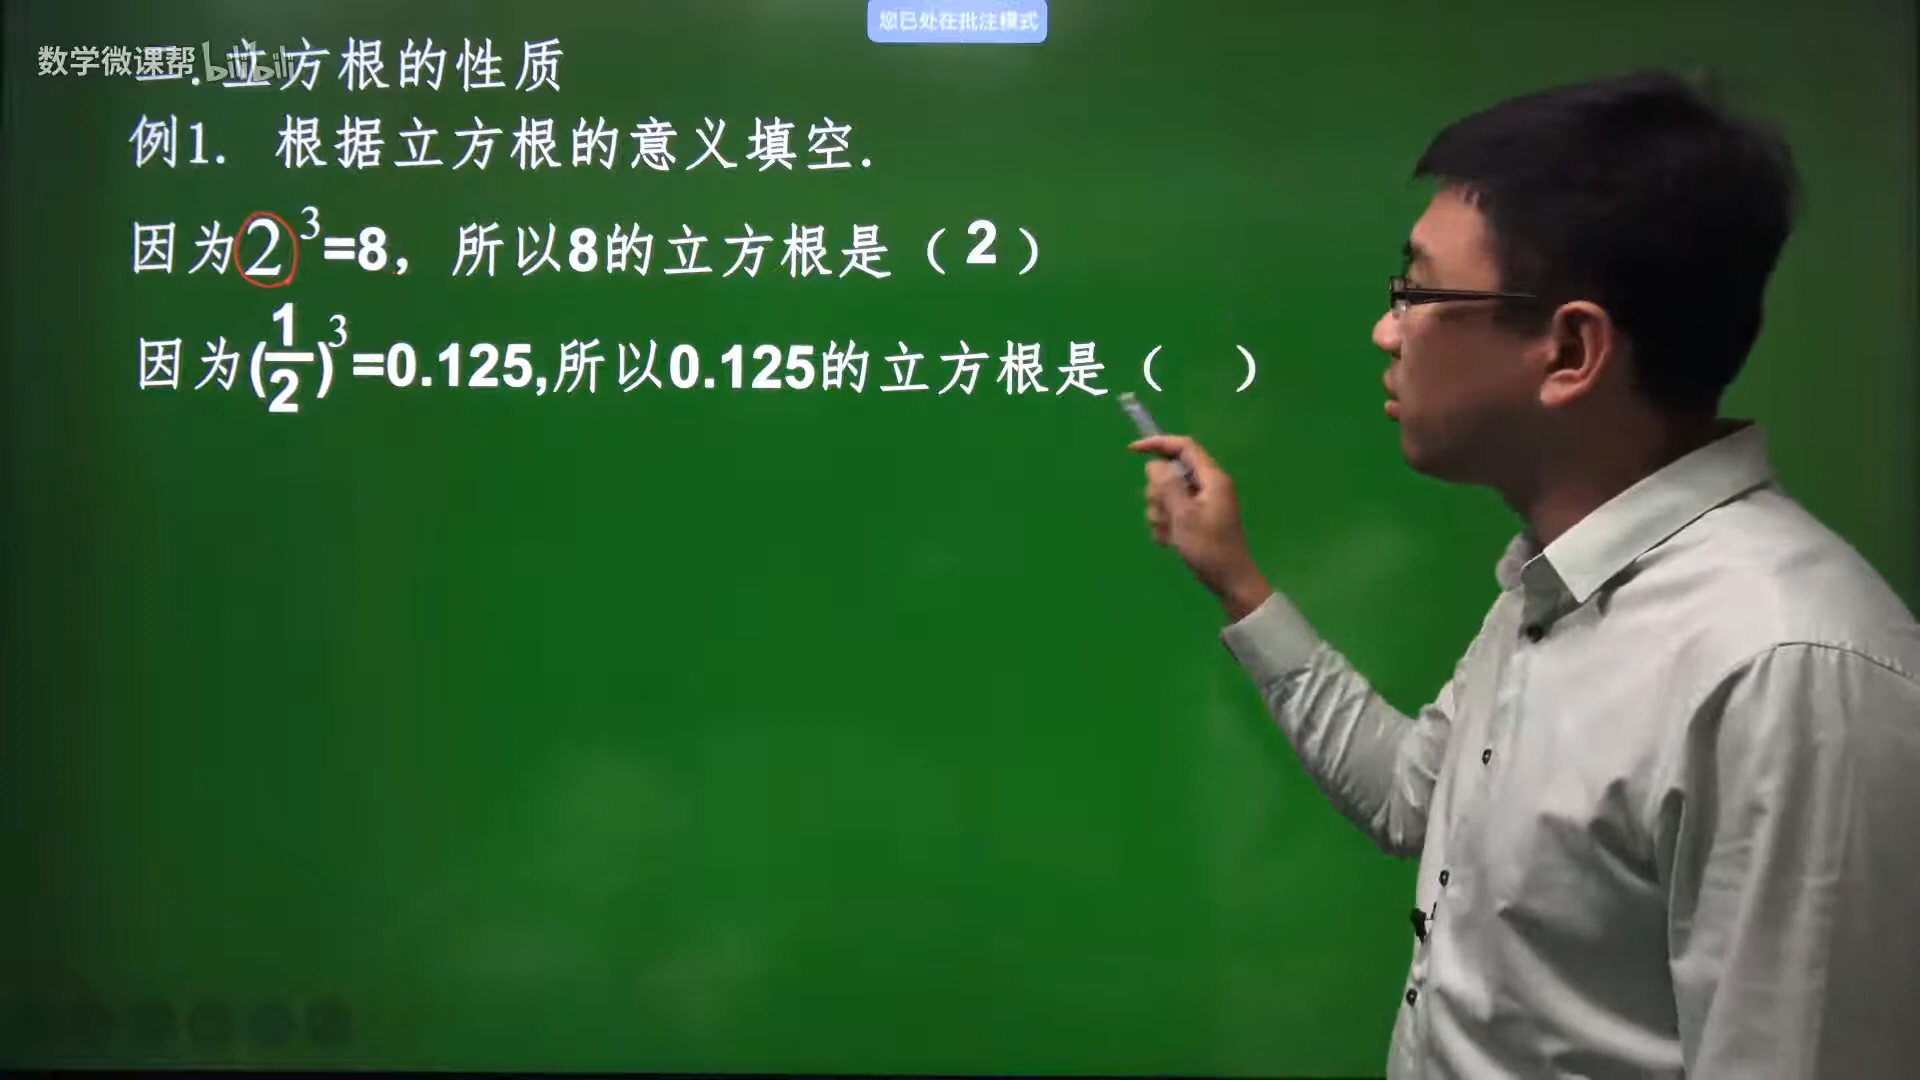 您已处在批注模式
数学微课帮 bilibili
二.立方根的性质
例1. 根据立方根的意义填空.
因为2³=8，所以8的立方根是（2）
因为(1/2)³=0.125,所以0.125的立方根是（ ）